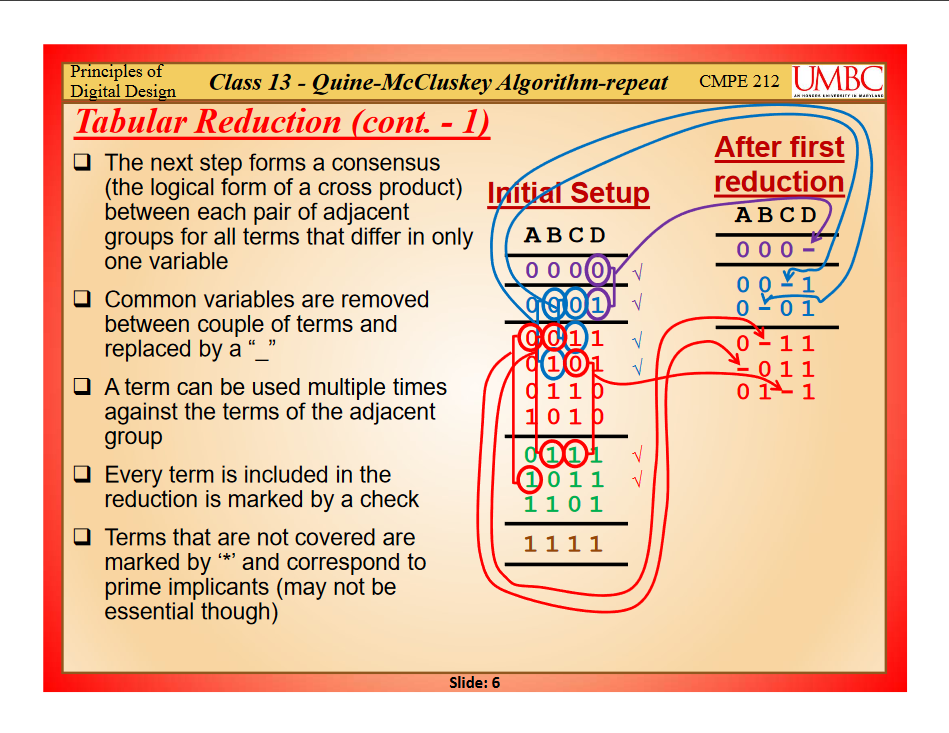 Principles of
Digital Design
Class 13 - Quine-McCluskey Algorithm-repeat
CMPE 212
UMBC
AN HONORS UNIVERSITY IN MARYLAND
Tabular Reduction (cont. - 1)
❑ The next step forms a consensus
(the logical form of a cross product)
between each pair of adjacent
groups for all terms that differ in only
one variable
❑ Common variables are removed
between couple of terms and
replaced by a “_”
❑ A term can be used multiple times
against the terms of the adjacent
group
❑ Every term is included in the
reduction is marked by a check
❑ Terms that are not covered are
marked by ‘*’ and correspond to
prime implicants (may not be
essential though)
Initial Setup
A B C D
0 0 0 0 √
0 0 0 1 √
0 0 1 1 √
0 1 0 1 √
0 1 1 0
1 0 1 0
0 1 1 1 √
1 0 1 1 √
1 1 0 1
1 1 1 1
After first
reduction
A B C D
0 0 0 –
0 0 – 1
0 – 0 1
0 – 1 1
– 0 1 1
0 1 – 1
Slide: 6